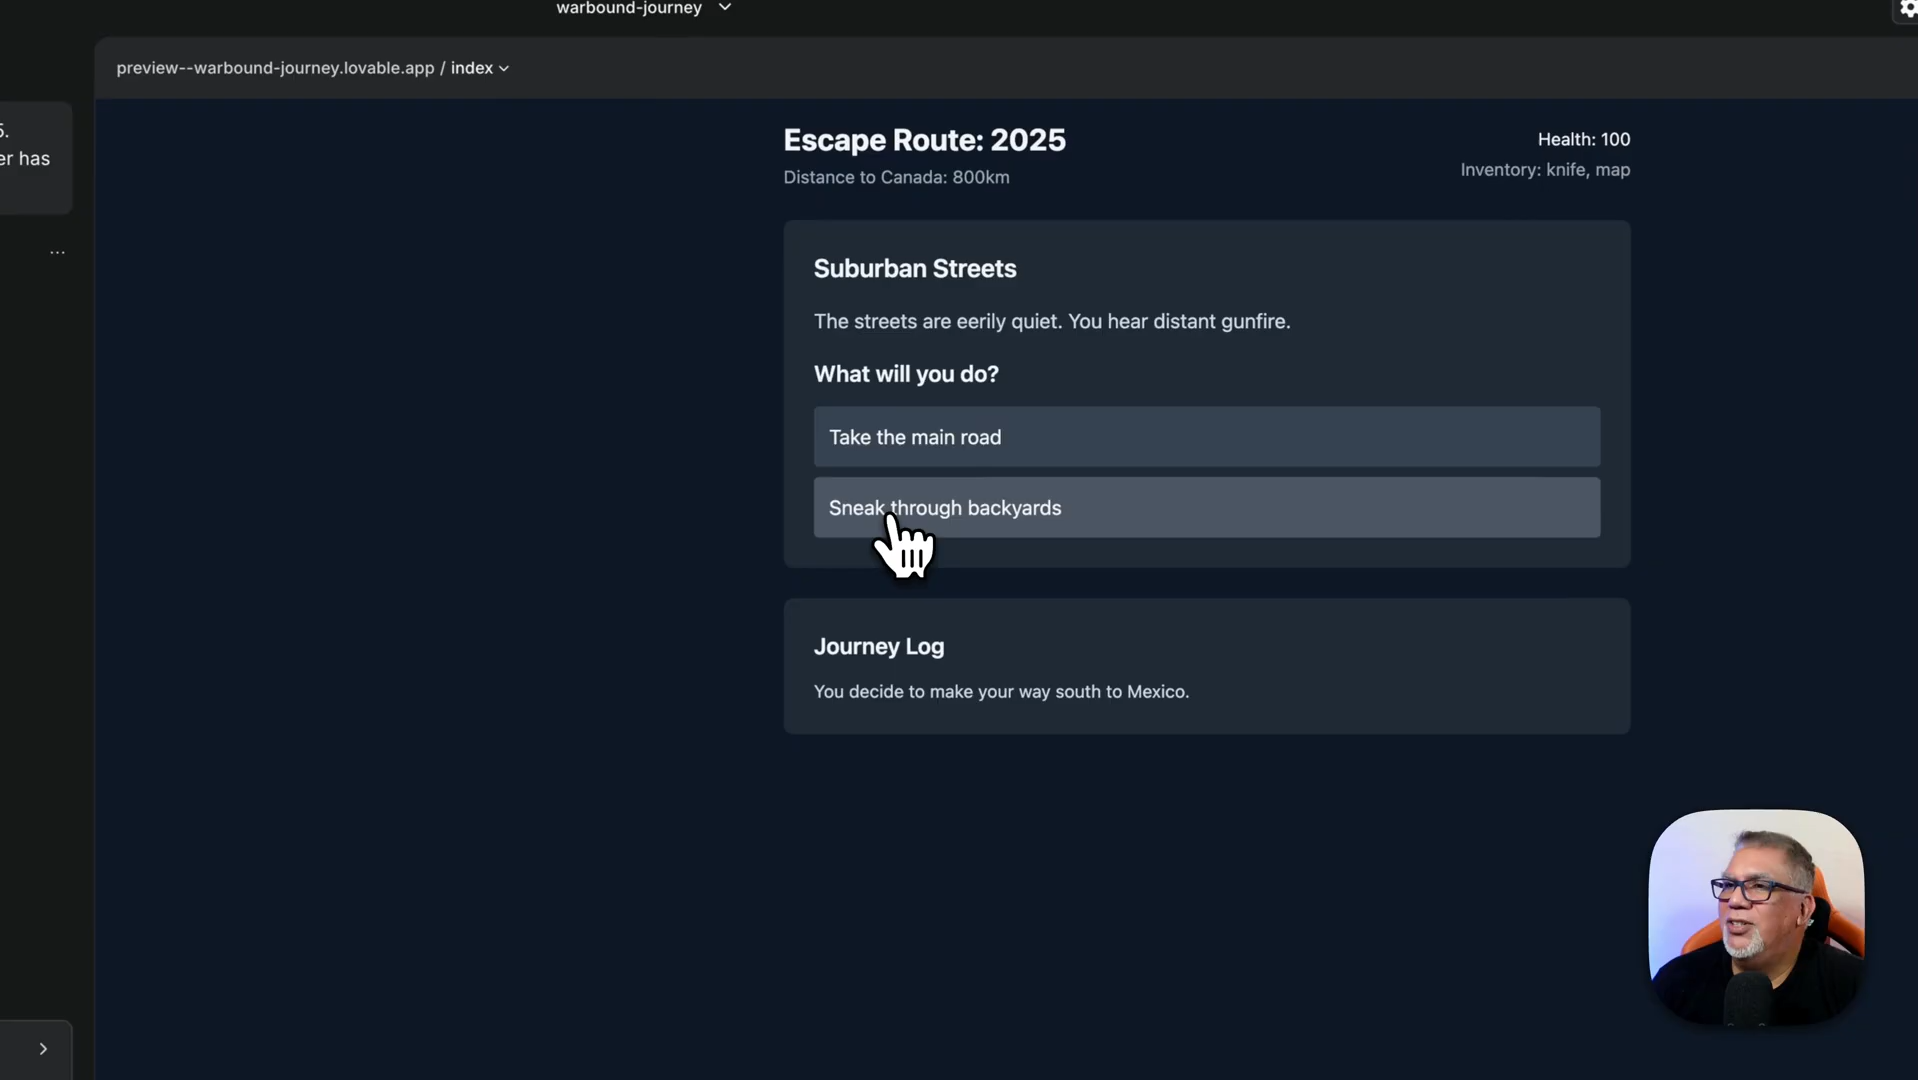 warbound-journey
preview--warbound-journey.lovable.app / index
5.
er has
...
Escape Route: 2025
Distance to Canada: 800km
Health: 100
Inventory: knife, map
Suburban Streets
The streets are eerily quiet. You hear distant gunfire.
What will you do?
Take the main road
Sneak through backyards
Journey Log
You decide to make your way south to Mexico.